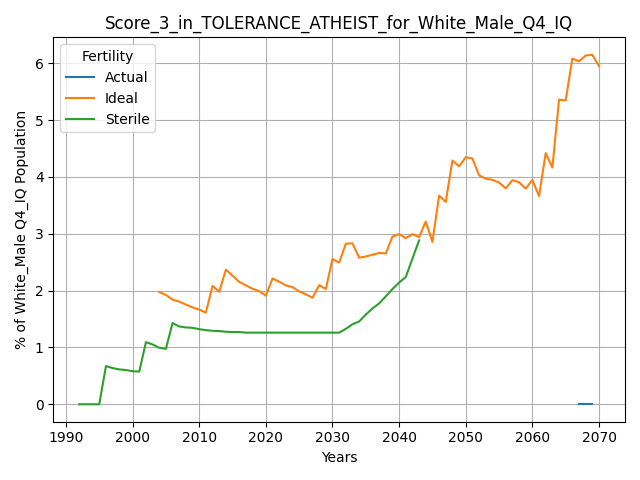 Score_3_in_TOLERANCE_ATHEIST_for_White_Male_Q4_IQ
Fertility
Actual
Ideal
Sterile
% of White_Male Q4_IQ Population
6
5
4
3
2
1
0
1990 2000 2010 2020 2030 2040 2050 2060 2070
Years